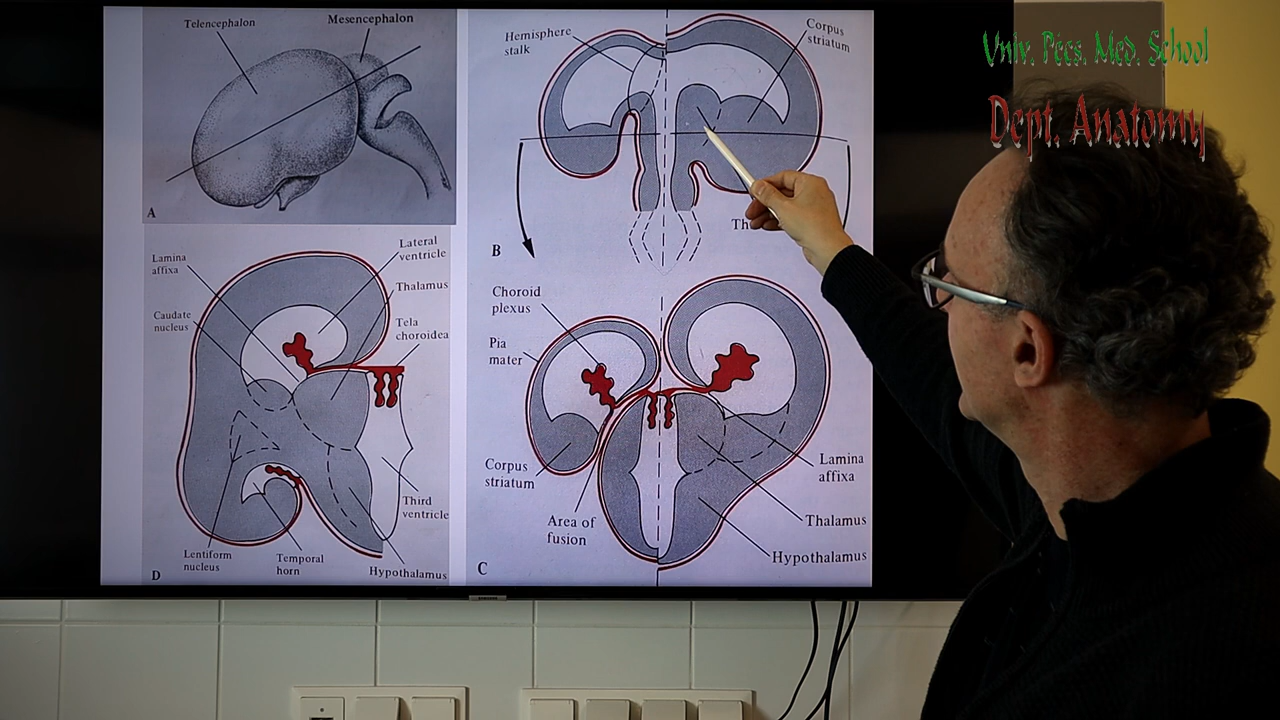 Univ. Pécs. Med. School
Dept. Anatomy
Telencephalon
Mesencephalon
A
Hemisphere
stalk
Corpus
striatum
B
Lamina
affixa
Lateral
ventricle
Caudate
nucleus
Thalamus
Tela
choroidea
Third
ventricle
Lentiform
nucleus
Temporal
horn
Hypothalamus
D
Choroid
plexus
Pia
mater
Corpus
striatum
Area of
fusion
Lamina
affixa
Thalamus
Hypothalamus
C
SAMSUNG